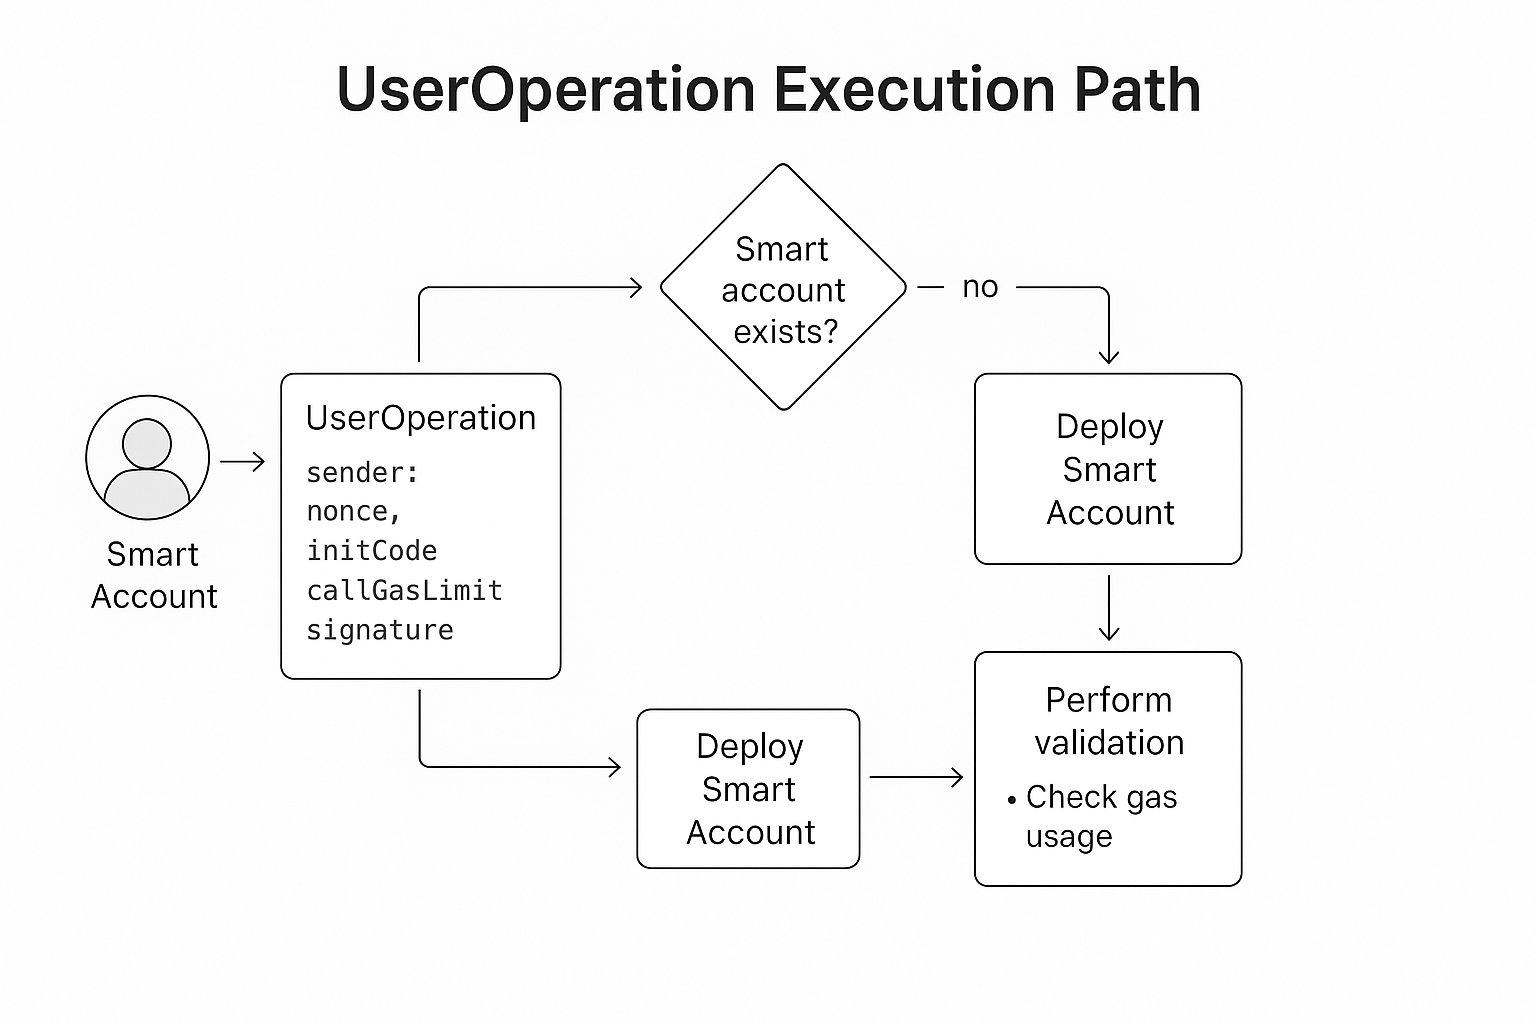 UserOperation Execution Path
Smart
account
exists?
no
UserOperation
sender:
nonce,
initCode
callGasLimit
signature
Smart
Account
Deploy
Smart
Account
Deploy
Smart
Account
Perform
validation
• Check gas
usage